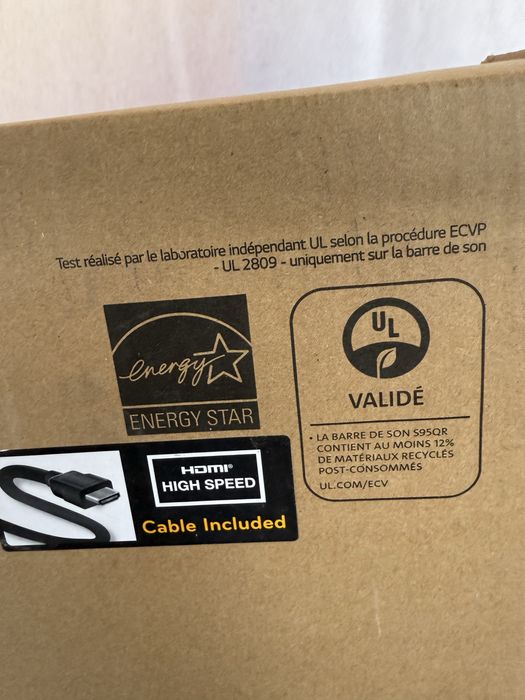 Test réalisé par le laboratoire indépendant UL selon la procédure ECVP
- UL 2809 - uniquement sur la barre de son
energy
ENERGY STAR
UL
VALIDÉ
• LA BARRE DE SON S95QR
CONTIENT AU MOINS 12%
DE MATÉRIAUX RECYCLÉS
POST-CONSOMMÉS
UL.COM/ECV
HDMI®
HIGH SPEED
Cable Included